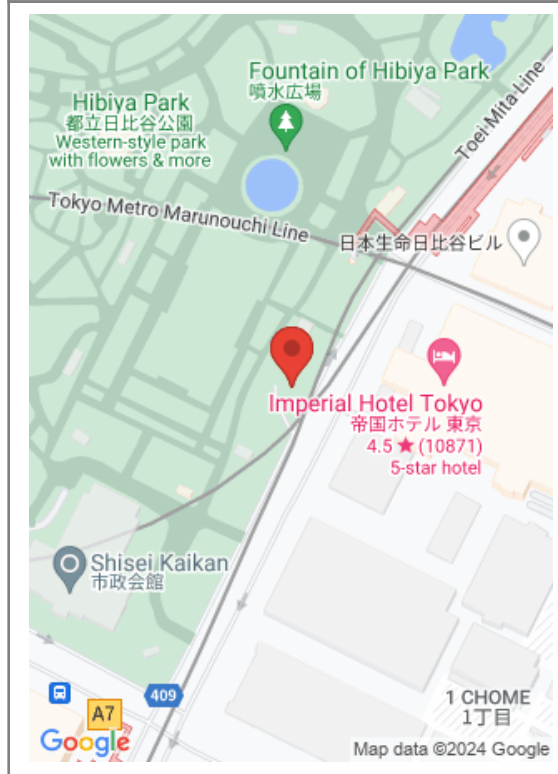 Fountain of Hibiya Park
噴水広場
Hibiya Park
都立日比谷公園
Western-style park
with flowers & more
Toei Mita Line
Tokyo Metro Marunouchi Line
日本生命日比谷ビル
Imperial Hotel Tokyo
帝国ホテル 東京
4.5 ★ (10871)
5-star hotel
Shisei Kaikan
市政会館
409
A7
1 CHOME
1丁目
Google
Map data ©2024 Google